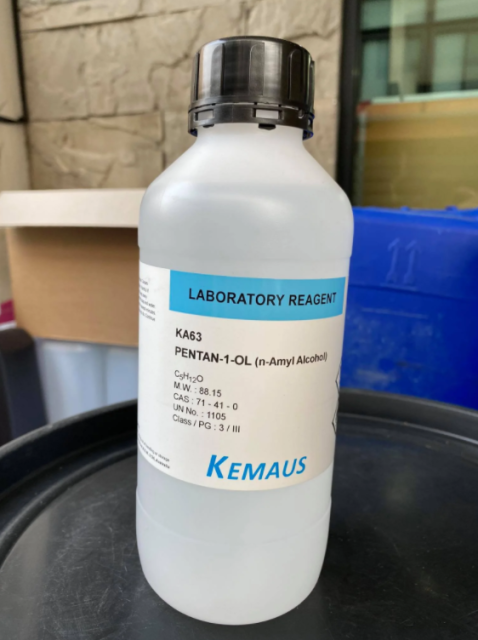 LABORATORY REAGENT
KA63
PENTAN-1-OL (n-Amyl Alcohol)
C₅H₁₂O
M.W. : 88.15
CAS : 71 - 41 - 0
UN No. : 1105
Class / PG : 3 / III
KEMAUS
11